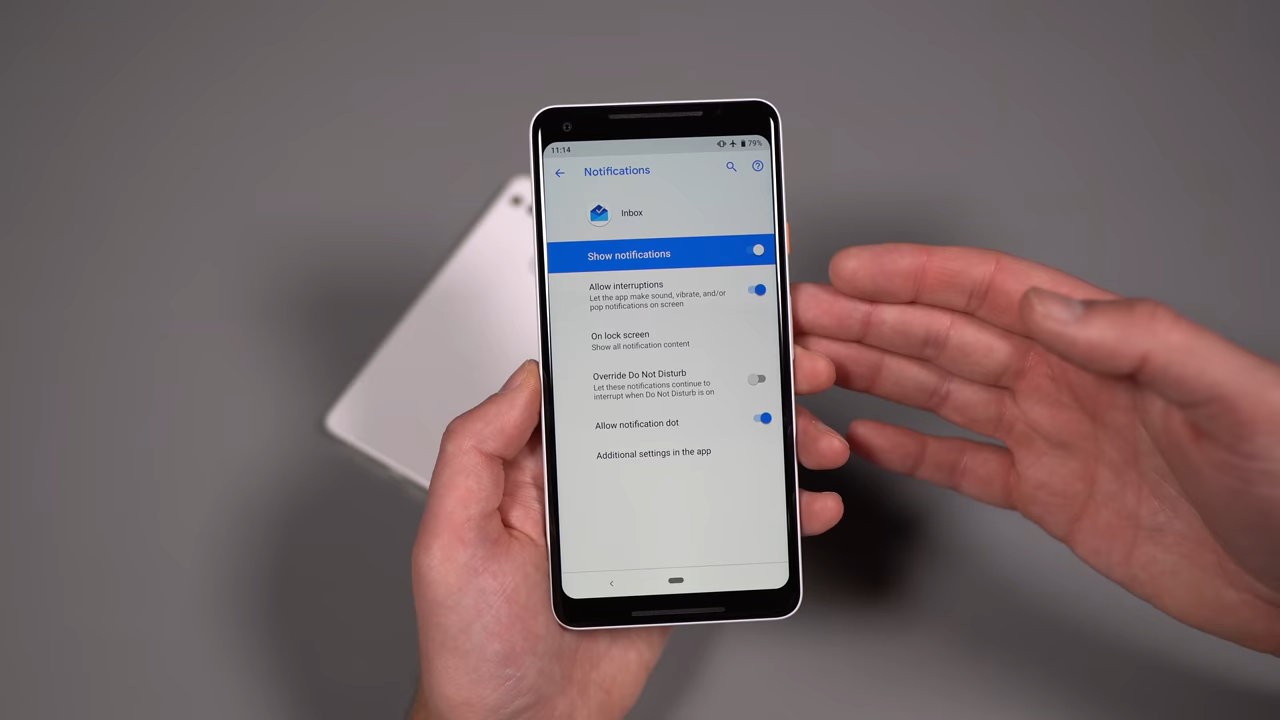 11:14
79%
Notifications
Inbox
Show notifications
Allow interruptions
Let the app make sound, vibrate, and/or
pop notifications on screen
On lock screen
Show all notification content
Override Do Not Disturb
Let these notifications continue to
interrupt when Do Not Disturb is on
Allow notification dot
Additional settings in the app